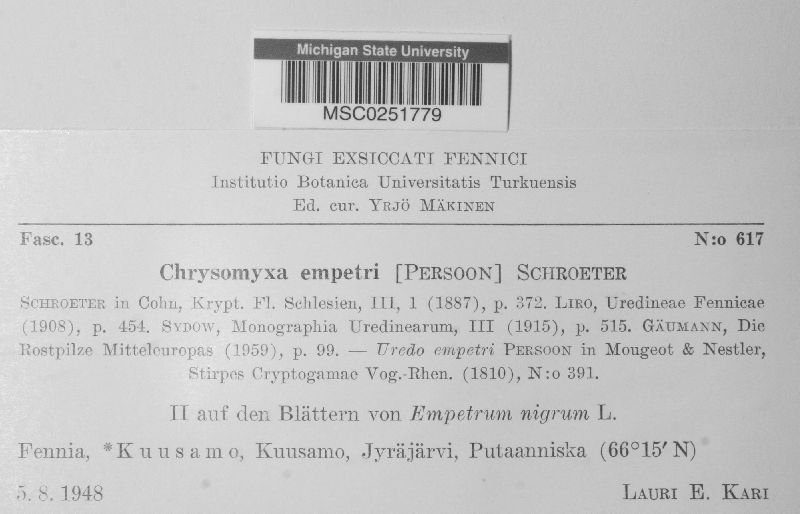 Michigan State University
MSC0251779
FUNGI EXSICCATI FENNICI
Institutio Botanica Universitatis Turkuensis
Ed. cur. YRJÖ MÄKINEN
Fasc. 13 N:o 617
Chrysomyxa empetri [PERSOON] SCHROETER
SCHROETER in Cohn, Krypt. Fl. Schlesien, III, 1 (1887), p. 372. LIRO, Uredineae Fennicae
(1908), p. 454. SYDOW, Monographia Uredinearum, III (1915), p. 515. GÄUMANN, Die
Rostpilze Mitteleuropas (1959), p. 99. — Uredo empetri PERSOON in Mougeot & Nestler,
Stirpes Cryptogamae Vog.-Rhen. (1810), N:o 391.
II auf den Blättern von Empetrum nigrum L.
Fennia, *Kuusamo, Kuusamo, Jyräjärvi, Putaanniska (66°15′ N)
5. 8. 1948 LAURI E. KARI